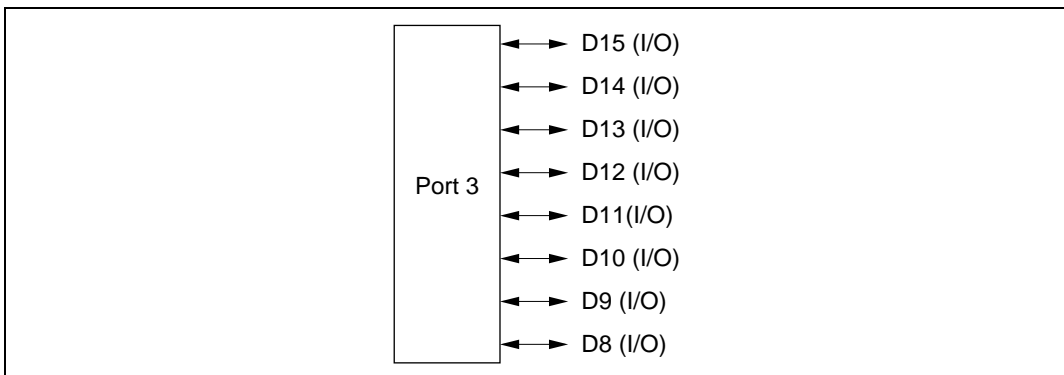 D15 (I/O)
D14 (I/O)
D13 (I/O)
D12 (I/O)
Port 3
D11(I/O)
D10 (I/O)
D9 (I/O)
D8 (I/O)